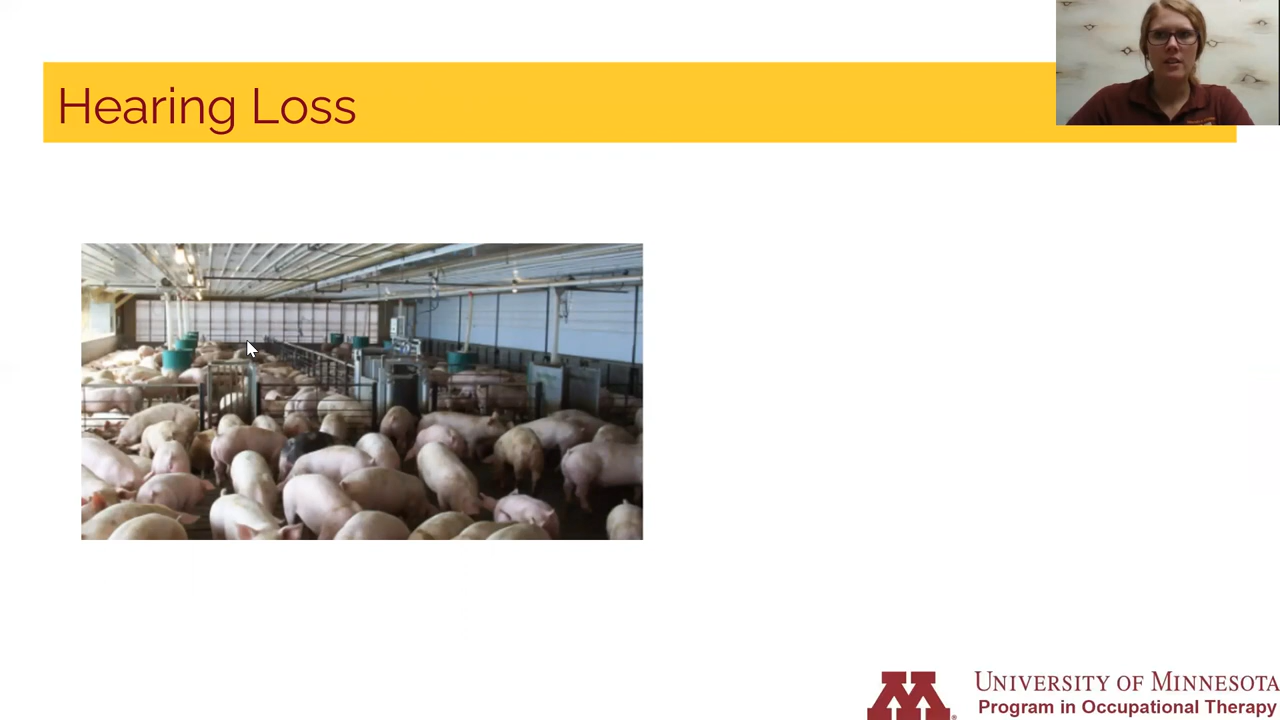 Hearing Loss
UNIVERSITY OF MINNESOTA
Program in Occupational Therapy